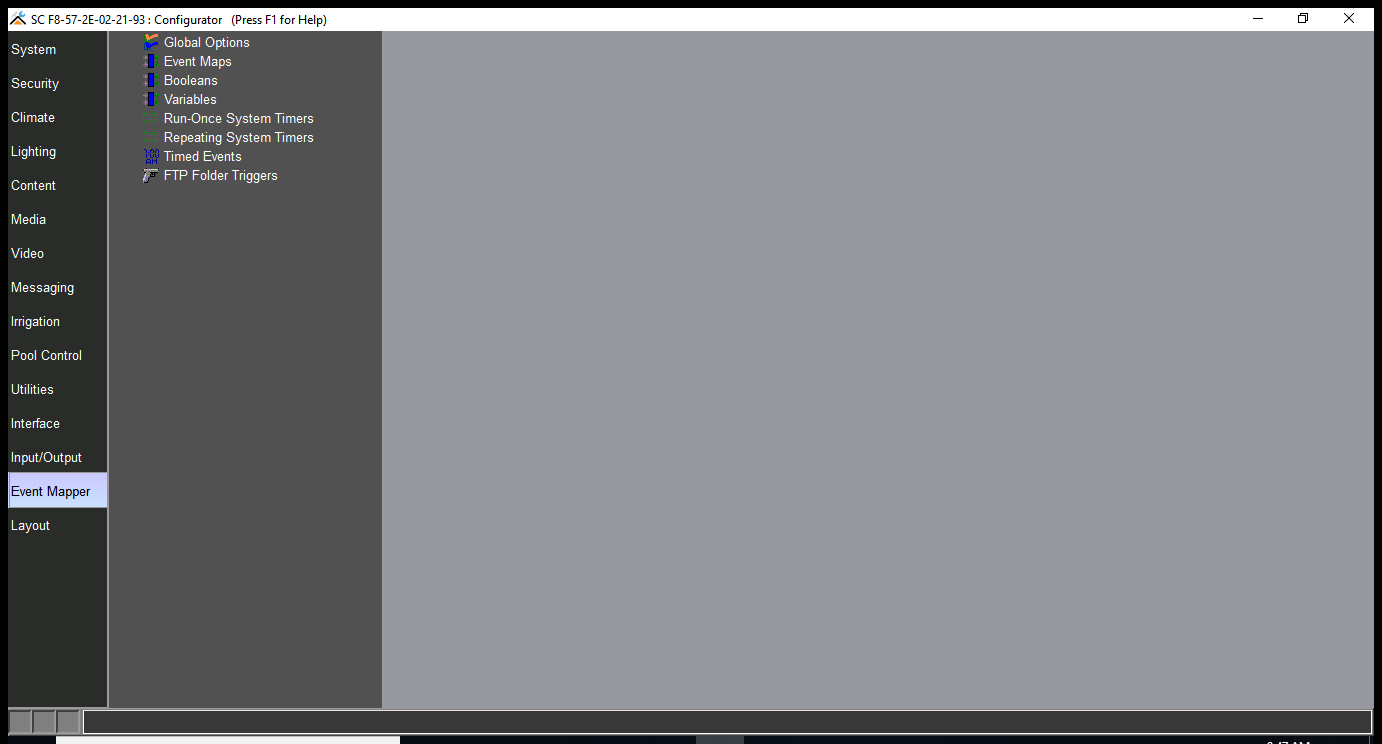 SC F8-57-2E-02-21-93 : Configurator (Press F1 for Help)
System
Security
Climate
Lighting
Content
Media
Video
Messaging
Irrigation
Pool Control
Utilities
Interface
Input/Output
Event Mapper
Layout
Global Options
Event Maps
Booleans
Variables
Run-Once System Timers
Repeating System Timers
Timed Events
FTP Folder Triggers